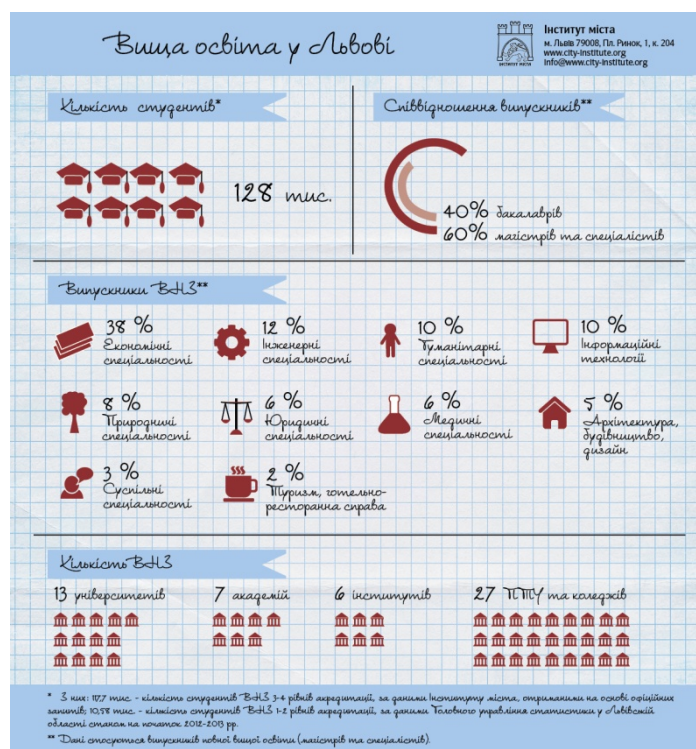 Вища освіта у Львові
Інститут міста
м. Львів 79008, Пл. Ринок, 1, к. 204
www.city-institute.org
info@www.city-institute.org
ІНСТИТУТ МІСТА
Кількість студентів*
128 тис.
Співвідношення випускників**
40% бакалаврів
60% магістрів та спеціалістів
Випускники ВНЗ**
38 %
Економічні
спеціальності
12 %
Інженерні
спеціальності
10 %
Гуманітарні
спеціальності
10 %
Інформаційні
технології
8 %
Природничі
спеціальності
6 %
Юридичні
спеціальності
6 %
Медичні
спеціальності
5 %
Архітектура,
будівництво,
дизайн
3 %
Суспільні
спеціальності
2 %
Туризм, готельно-
ресторанна справа
Кількість ВНЗ
13 університетів
7 академій
6 інститутів
27 ПТУ та коледжів
* З них: 117,7 тис. - кількість студентів ВНЗ 3-4 рівнів акредитації, за даними Інституту міста, отриманими на основі офіційних
запитів; 10,58 тис. - кількість студентів ВНЗ 1-2 рівнів акредитації, за даними Головного управління статистики у Львівській
області станом на початок 2012-2013 рр.
** Дані стосуються випускників повної вищої освіти (магістрів та спеціалістів).